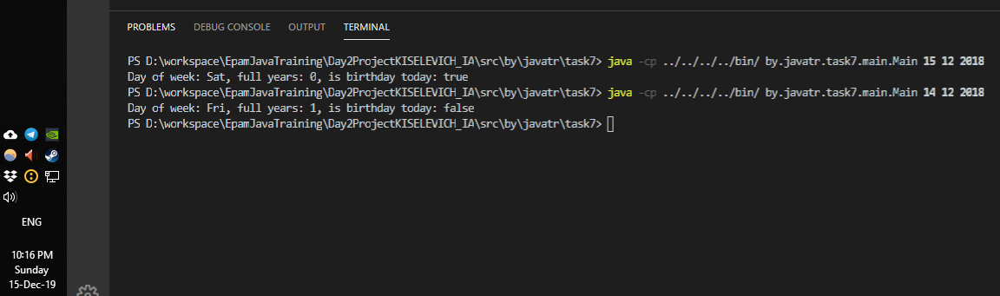 PROBLEMS DEBUG CONSOLE OUTPUT TERMINAL
PS D:\workspace\EpamJavaTraining\Day2ProjectKISELEVICH_IA\src\by\javatr\task7> java -cp ../../../../bin/ by.javatr.task7.main.Main 15 12 2018
Day of week: Sat, full years: 0, is birthday today: true
PS D:\workspace\EpamJavaTraining\Day2ProjectKISELEVICH_IA\src\by\javatr\task7> java -cp ../../../../bin/ by.javatr.task7.main.Main 14 12 2018
Day of week: Fri, full years: 1, is birthday today: false
PS D:\workspace\EpamJavaTraining\Day2ProjectKISELEVICH_IA\src\by\javatr\task7>
ENG
10:16 PM
Sunday
15-Dec-19